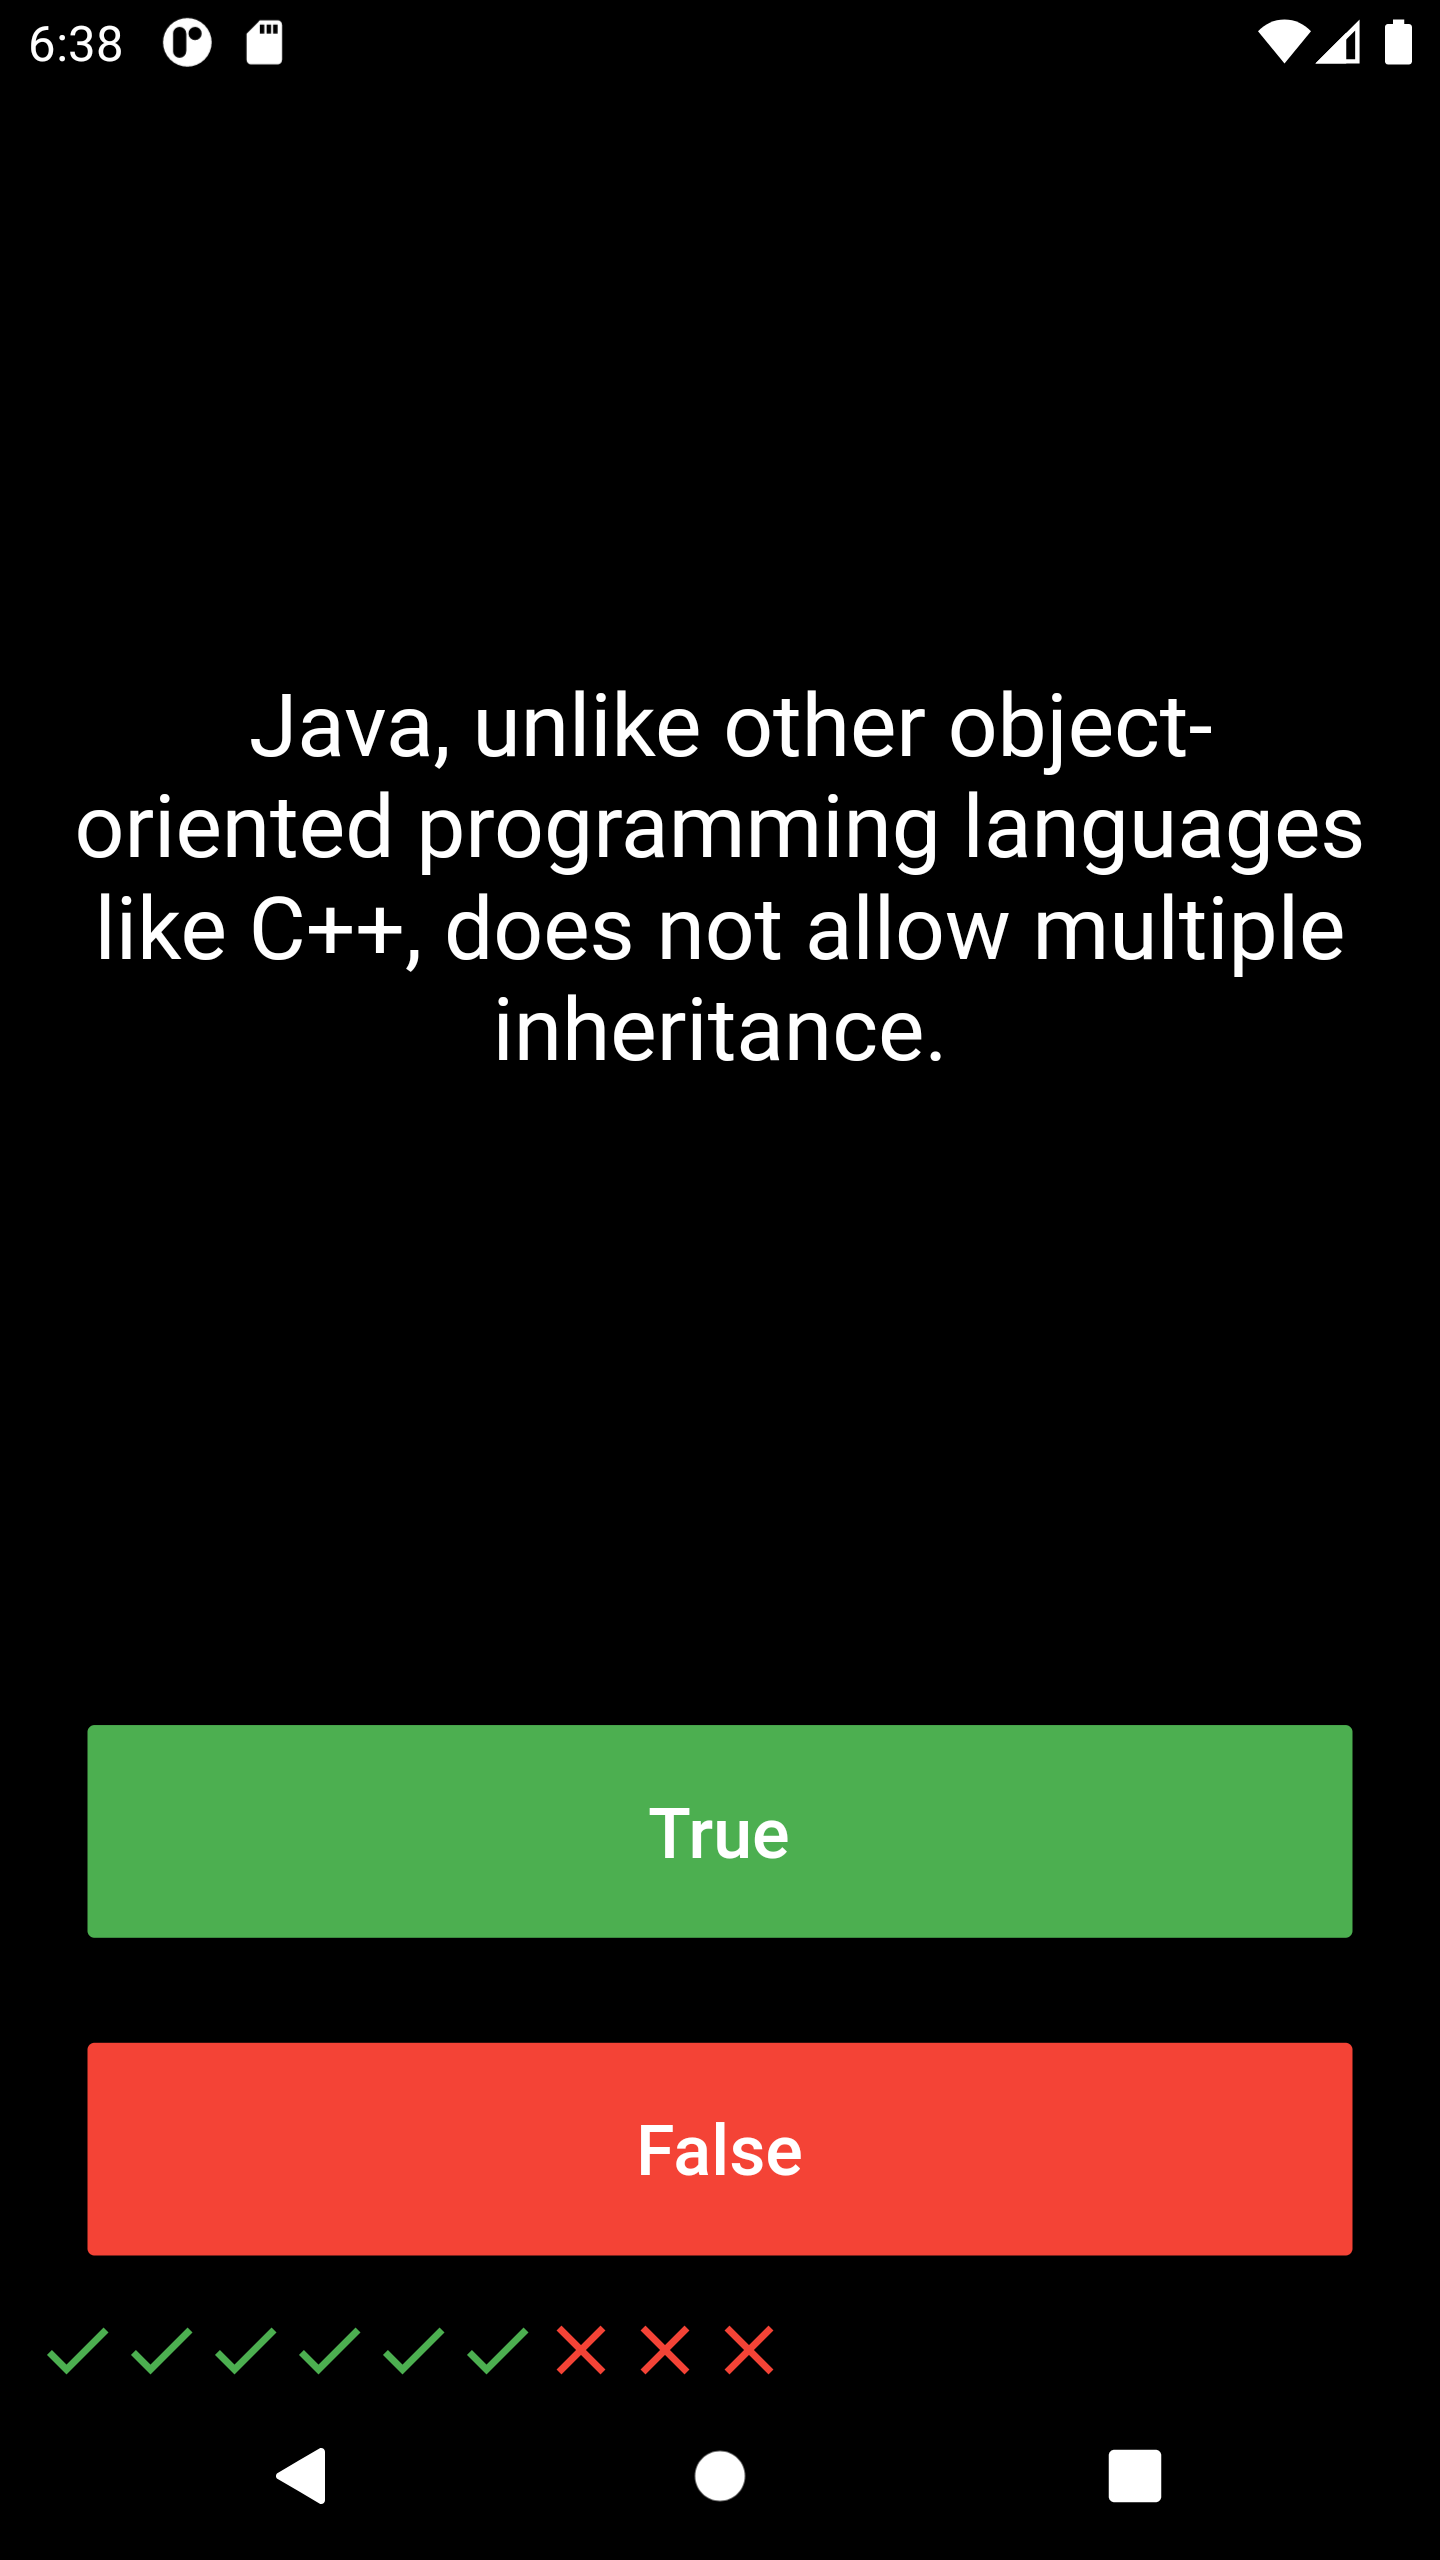 6:38
Java, unlike other object-
oriented programming languages
like C++, does not allow multiple
inheritance.
True
False